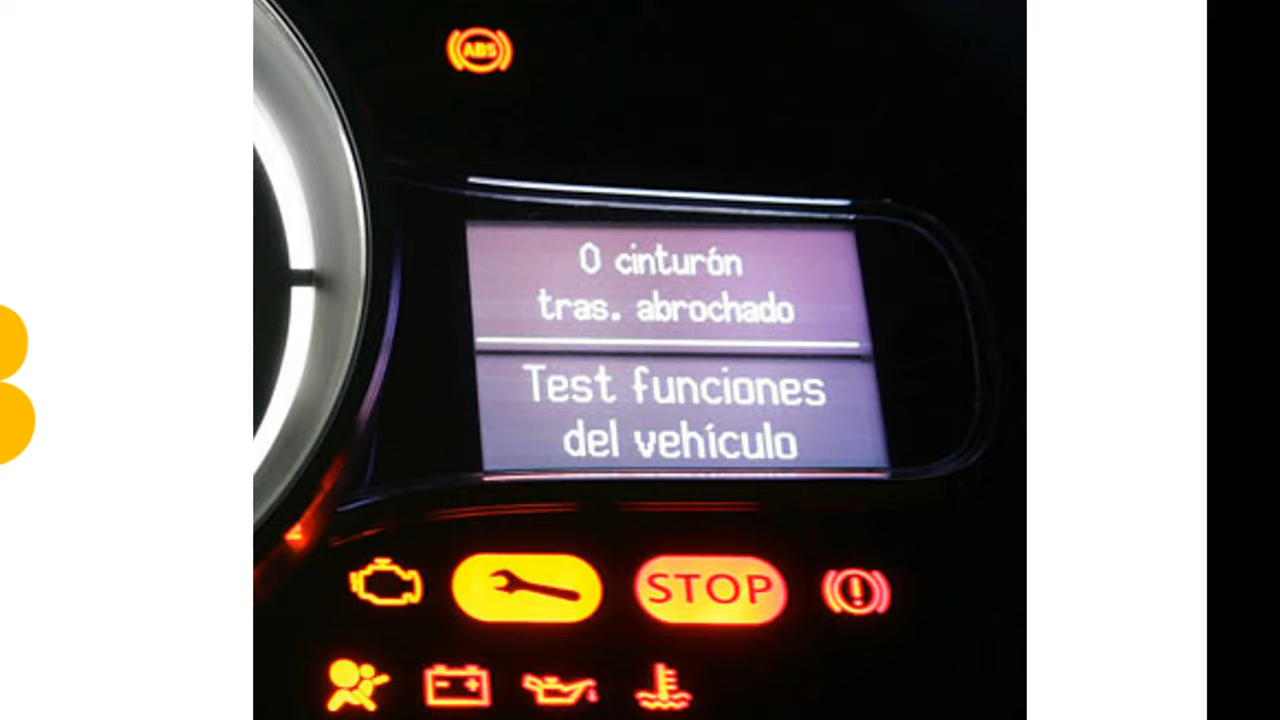 ABS
0 cinturón
tras. abrochado
Test funciones
del vehículo
STOP